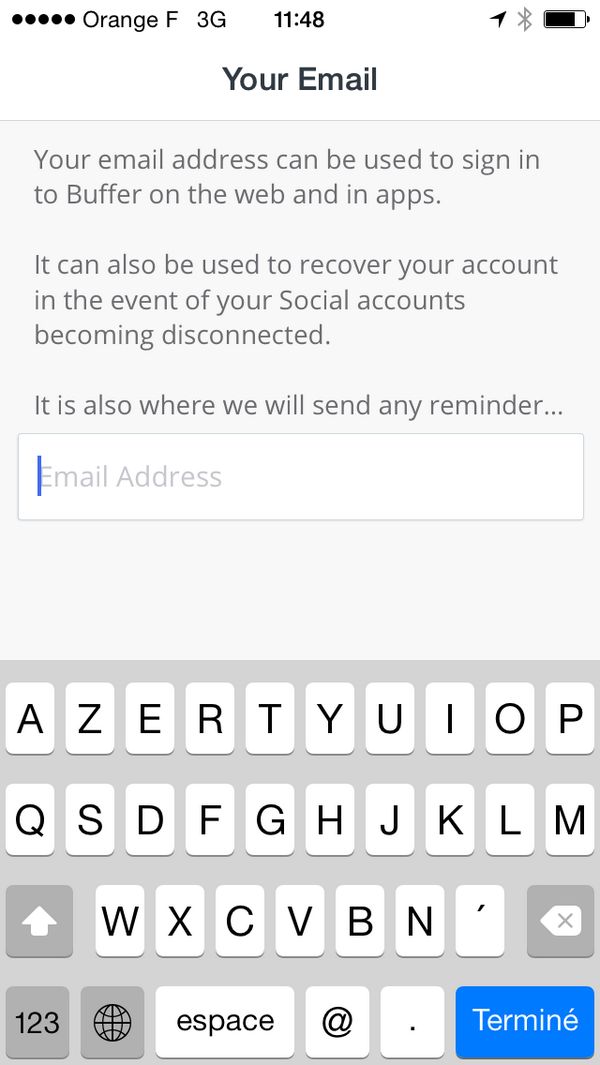 Orange F 3G 11:48
Your Email
Your email address can be used to sign in
to Buffer on the web and in apps.
It can also be used to recover your account
in the event of your Social accounts
becoming disconnected.
It is also where we will send any reminder...
Email Address
A Z E R T Y U I O P
Q S D F G H J K L M
W X C V B N ´
123 espace @ . Terminé